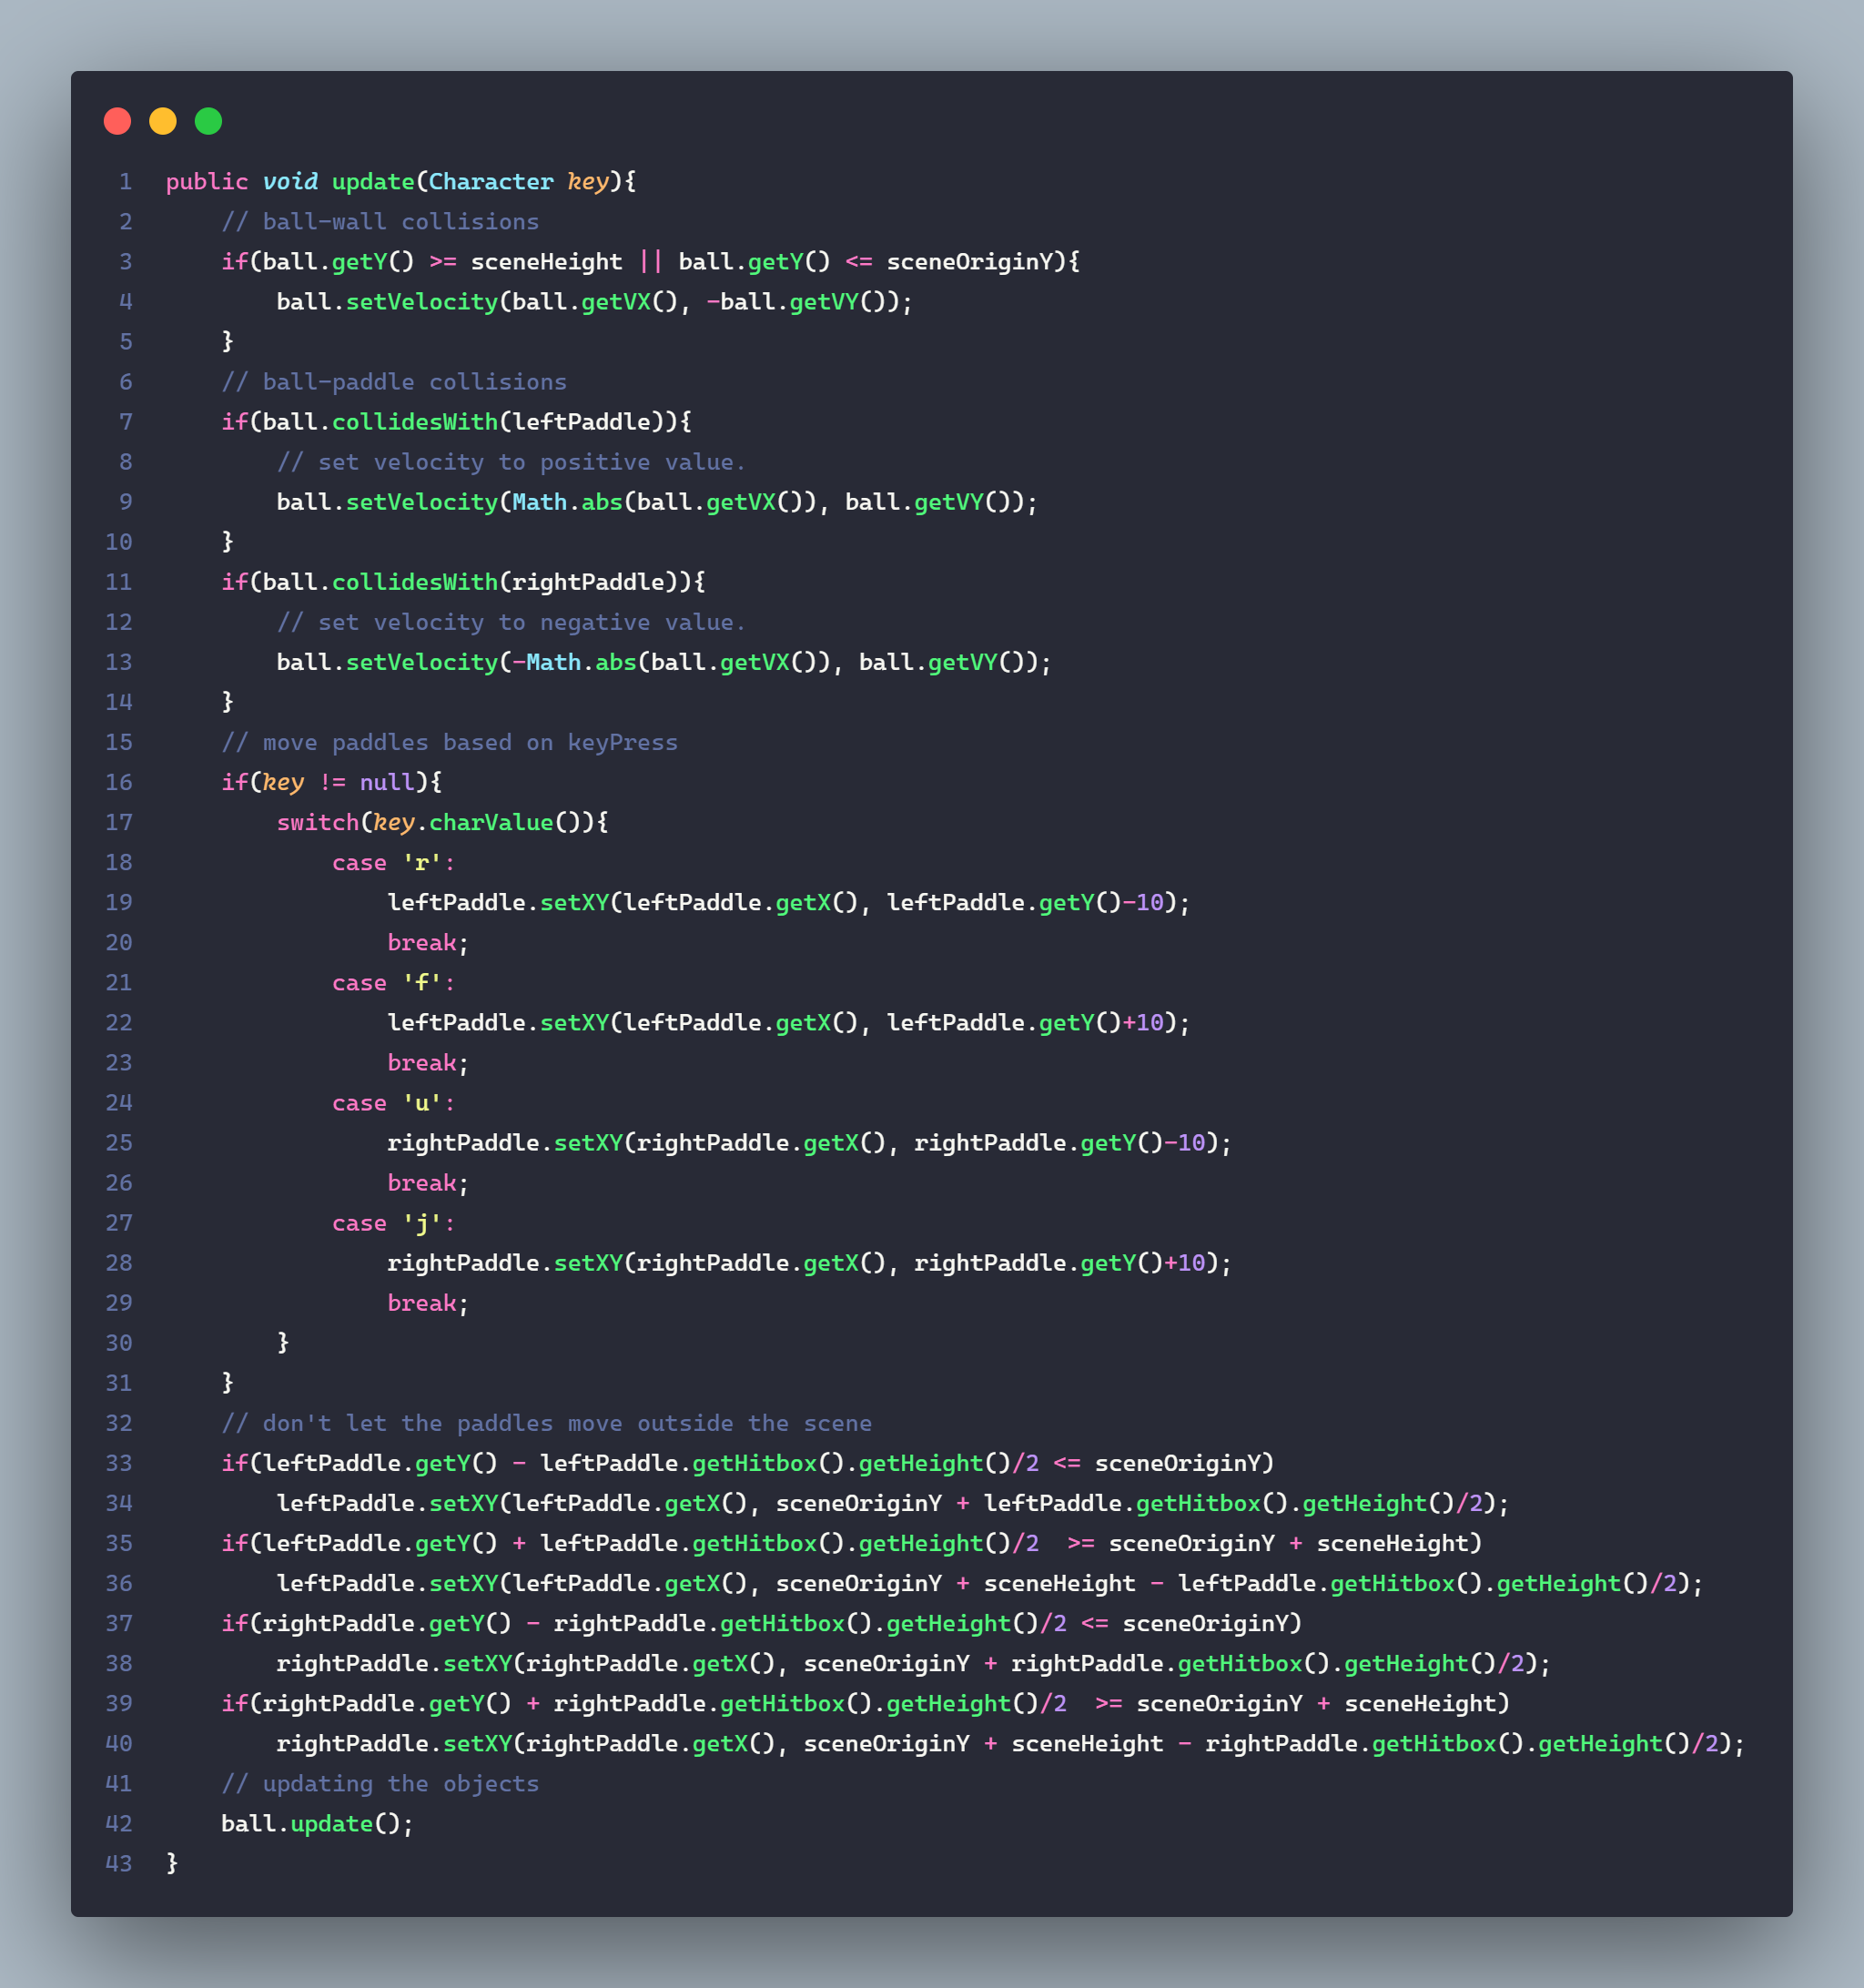 1 public void update(Character key){
2     // ball-wall collisions
3     if(ball.getY() >= sceneHeight || ball.getY() <= sceneOriginY){
4         ball.setVelocity(ball.getVX(), -ball.getVY());
5     }
6     // ball-paddle collisions
7     if(ball.collidesWith(leftPaddle)){
8         // set velocity to positive value.
9         ball.setVelocity(Math.abs(ball.getVX()), ball.getVY());
10     }
11     if(ball.collidesWith(rightPaddle)){
12         // set velocity to negative value.
13         ball.setVelocity(-Math.abs(ball.getVX()), ball.getVY());
14     }
15     // move paddles based on keyPress
16     if(key != null){
17         switch(key.charValue()){
18             case 'r':
19                 leftPaddle.setXY(leftPaddle.getX(), leftPaddle.getY()-10);
20                 break;
21             case 'f':
22                 leftPaddle.setXY(leftPaddle.getX(), leftPaddle.getY()+10);
23                 break;
24             case 'u':
25                 rightPaddle.setXY(rightPaddle.getX(), rightPaddle.getY()-10);
26                 break;
27             case 'j':
28                 rightPaddle.setXY(rightPaddle.getX(), rightPaddle.getY()+10);
29                 break;
30         }
31     }
32     // don't let the paddles move outside the scene
33     if(leftPaddle.getY() - leftPaddle.getHitbox().getHeight()/2 <= sceneOriginY)
34         leftPaddle.setXY(leftPaddle.getX(), sceneOriginY + leftPaddle.getHitbox().getHeight()/2);
35     if(leftPaddle.getY() + leftPaddle.getHitbox().getHeight()/2  >= sceneOriginY + sceneHeight)
36         leftPaddle.setXY(leftPaddle.getX(), sceneOriginY + sceneHeight - leftPaddle.getHitbox().getHeight()/2);
37     if(rightPaddle.getY() - rightPaddle.getHitbox().getHeight()/2 <= sceneOriginY)
38         rightPaddle.setXY(rightPaddle.getX(), sceneOriginY + rightPaddle.getHitbox().getHeight()/2);
39     if(rightPaddle.getY() + rightPaddle.getHitbox().getHeight()/2  >= sceneOriginY + sceneHeight)
40         rightPaddle.setXY(rightPaddle.getX(), sceneOriginY + sceneHeight - rightPaddle.getHitbox().getHeight()/2);
41     // updating the objects
42     ball.update();
43 }